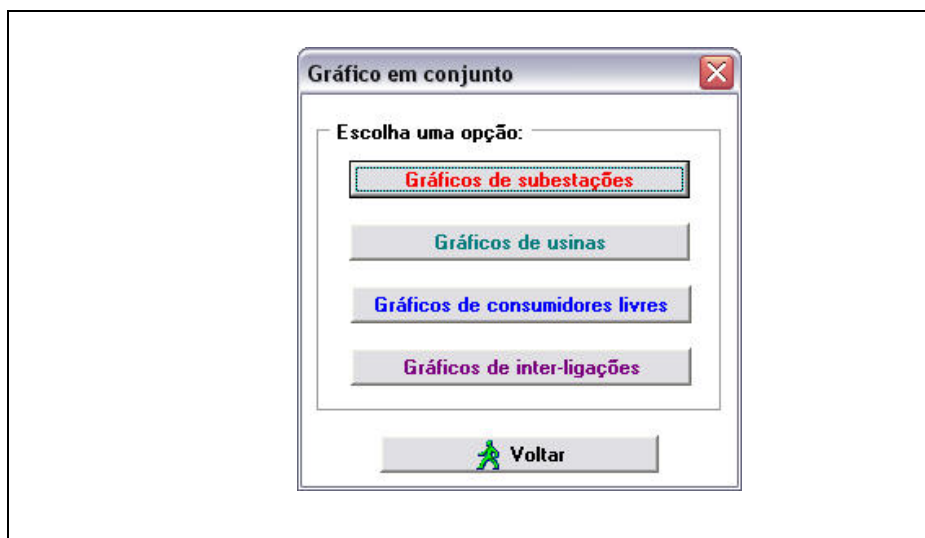 Gráfico em conjunto
Escolha uma opção:
Gráficos de subestações
Gráficos de usinas
Gráficos de consumidores livres
Gráficos de inter-ligações
Voltar